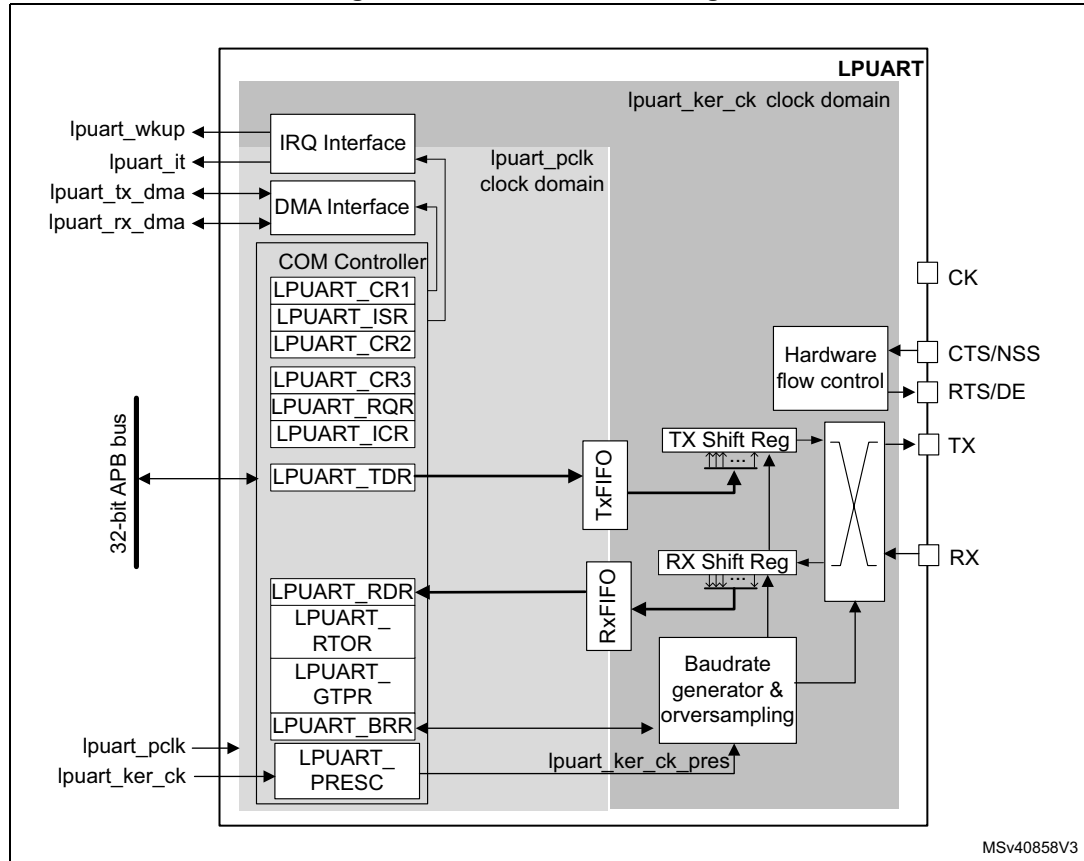 LPUART
lpuart_ker_ck clock domain
lpuart_wkup
IRQ Interface
lpuart_it
lpuart_pclk
clock domain
lpuart_tx_dma
DMA Interface
lpuart_rx_dma
COM Controller
LPUART_CR1
LPUART_ISR
LPUART_CR2
LPUART_CR3
LPUART_RQR
LPUART_ICR
LPUART_TDR
32-bit APB bus
TxFIFO
TX Shift Reg
...
Hardware
flow control
CK
CTS/NSS
RTS/DE
TX
RX
RX Shift Reg
...
RxFIFO
LPUART_RDR
LPUART_
RTOR
LPUART_
GTPR
LPUART_BRR
Baudrate
generator &
orversampling
lpuart_pclk
lpuart_ker_ck
LPUART_
PRESC
lpuart_ker_ck_pres
MSv40858V3